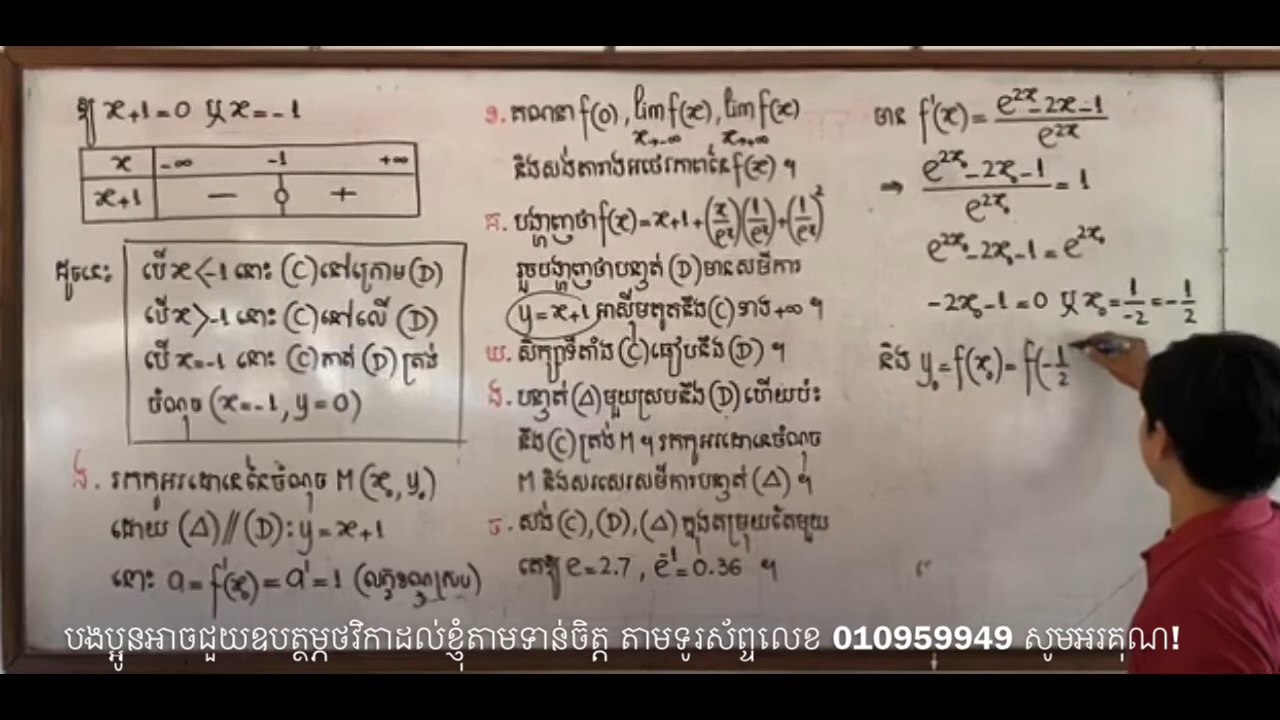 ឱ្យ x+1=0 ឬ x=-1
x -∞ -1 +∞
x+1 − 0 +
ដូចនេះ បើ x<-1 នោះ (C) នៅក្រោម (D)
បើ x>-1 នោះ (C) នៅលើ (D)
បើ x=-1 នោះ (C) កាត់ (D) ត្រង់
ចំណុច (x=-1, y=0)
ង. រកកូអរដោនេនៃចំណុច M(x₀, y₀)
ដោយ (Δ)//(D): y=x+1
នោះ a=f'(x₀)=a'=1 (លក្ខខណ្ឌស្រប)
១. គណនា f(0), lim f(x), lim f(x)
x→-∞ x→+∞
និងសង់តារាងអថេរភាពនៃ f(x) ។
គ. បង្ហាញថា f(x)=x+1+(x/eˣ)(1/eˣ)+(1/eˣ)²
រួចបង្ហាញថាបន្ទាត់ (D) មានសមីការ
y=x+1 អាស៊ីមតូតនឹង (C) ខាង +∞ ។
ឃ. សិក្សាទីតាំង (C) ធៀបនឹង (D) ។
ង. បន្ទាត់ (Δ) មួយស្របនឹង (D) ហើយប៉ះ
នឹង (C) ត្រង់ M ។ រកកូអរដោនេចំណុច
M និងសរសេរសមីការបន្ទាត់ (Δ) ។
ច. សង់ (C), (D), (Δ) ក្នុងតម្រុយតែមួយ
គេឱ្យ e=2.7, e⁻¹=0.36 ។
មាន f'(x)=(e²ˣ-2x-1)/e²ˣ
⇒ (e^(2x₀)-2x₀-1)/e^(2x₀)=1
e^(2x₀)-2x₀-1=e^(2x₀)
-2x₀-1=0 ឬ x₀=1/-2=-1/2
និង y₀=f(x₀)=f(-1/2
បងប្អូនអាចជួយឧបត្ថម្ភថវិកាដល់ខ្ញុំតាមទាន់ចិត្ត តាមទូរស័ព្ទលេខ 010959949 សូមអរគុណ!